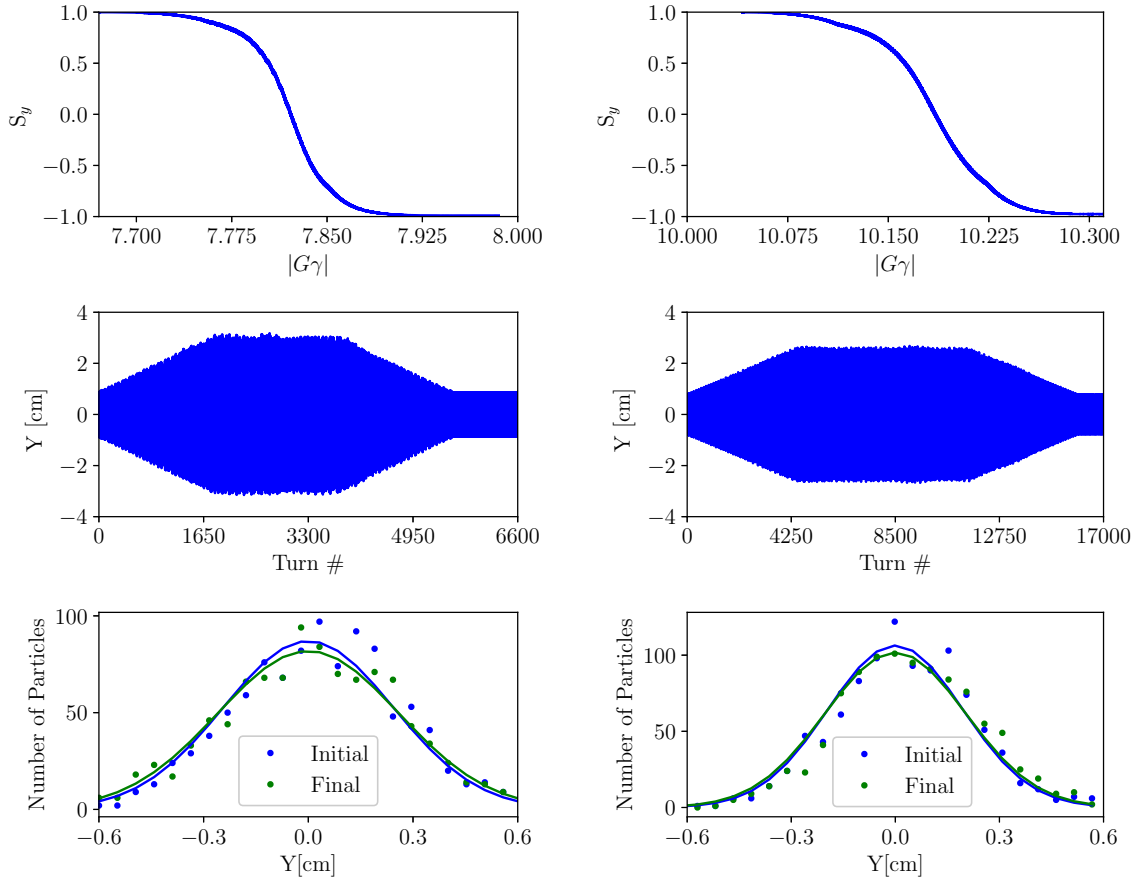 1.0
0.5
0.0
−0.5
−1.0
S_y
7.700 7.775 7.850 7.925 8.000
|Gγ|
1.0
0.5
0.0
−0.5
−1.0
S_y
10.000 10.075 10.150 10.225 10.300
|Gγ|
4
2
0
−2
−4
Y [cm]
0 1650 3300 4950 6600
Turn #
4
2
0
−2
−4
Y [cm]
0 4250 8500 12750 17000
Turn #
100
50
0
Number of Particles
Initial
Final
−0.6 −0.3 0.0 0.3 0.6
Y[cm]
100
50
0
Number of Particles
Initial
Final
−0.6 −0.3 0.0 0.3 0.6
Y[cm]